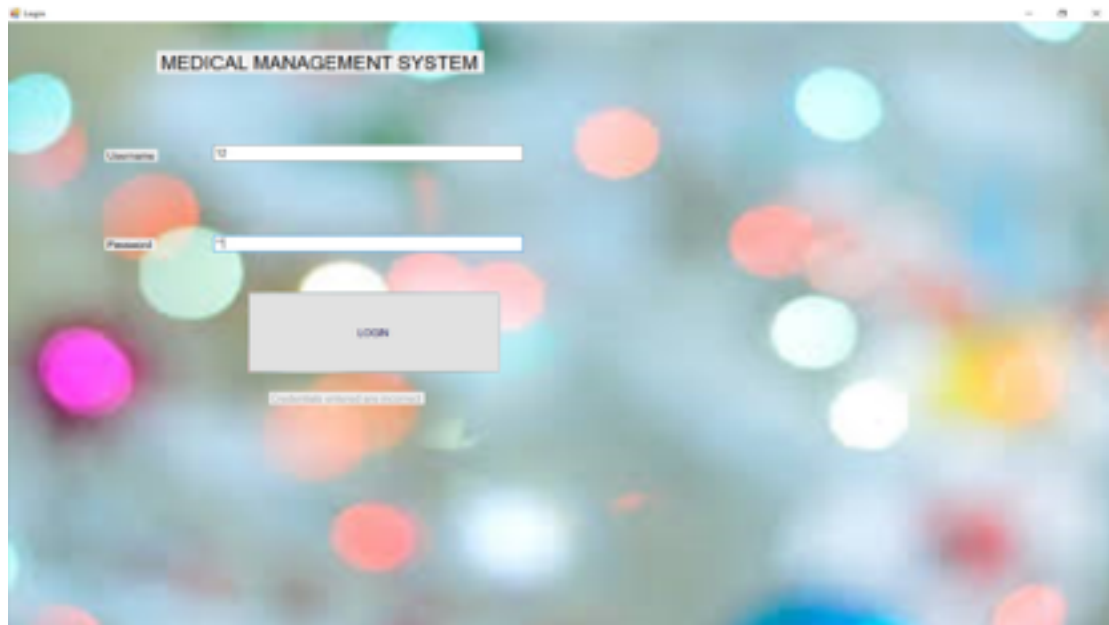 Login
MEDICAL MANAGEMENT SYSTEM
Username
Password
LOGIN
Credentials entered are incorrect